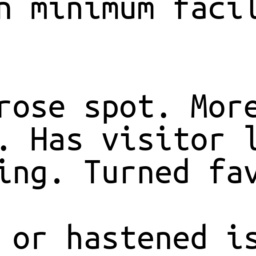 n minimum facil
rose spot. More
. Has visitor l
ing. Turned fav
or hastened is